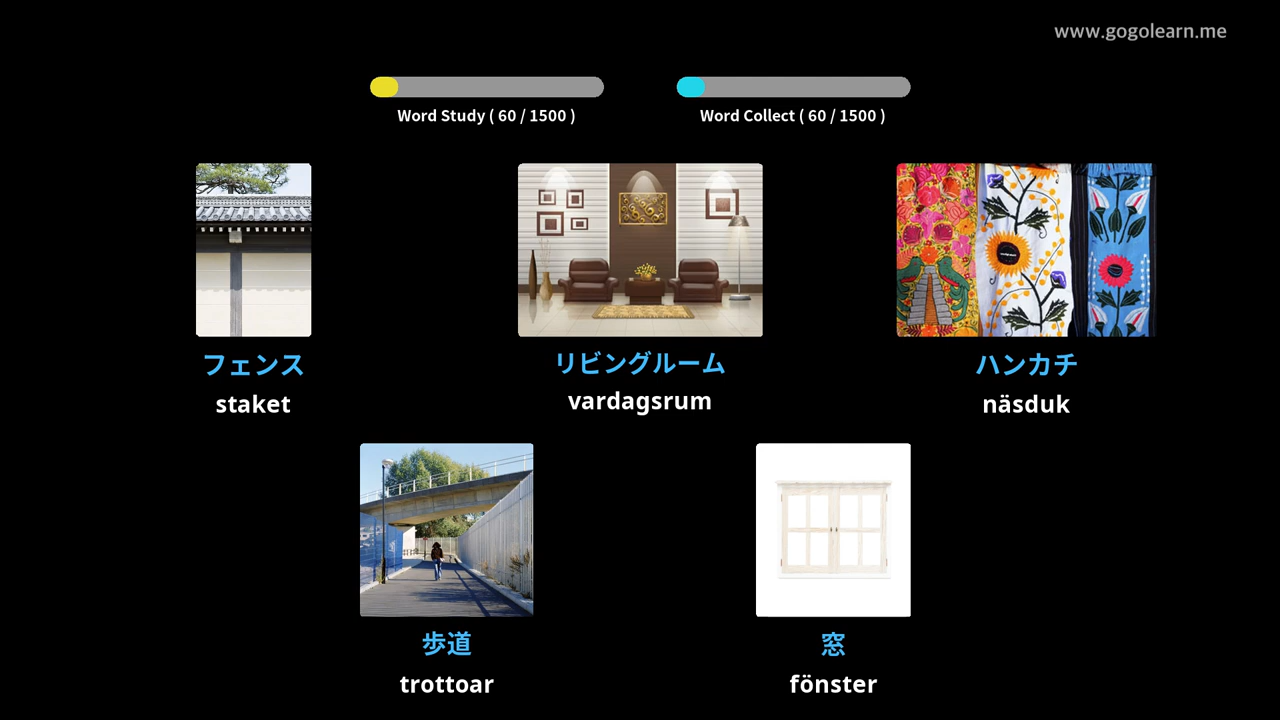 www.gogolearn.me
Word Study ( 60 / 1500 )
Word Collect ( 60 / 1500 )
フェンス
staket
リビングルーム
vardagsrum
ハンカチ
näsduk
歩道
trottoar
窓
fönster